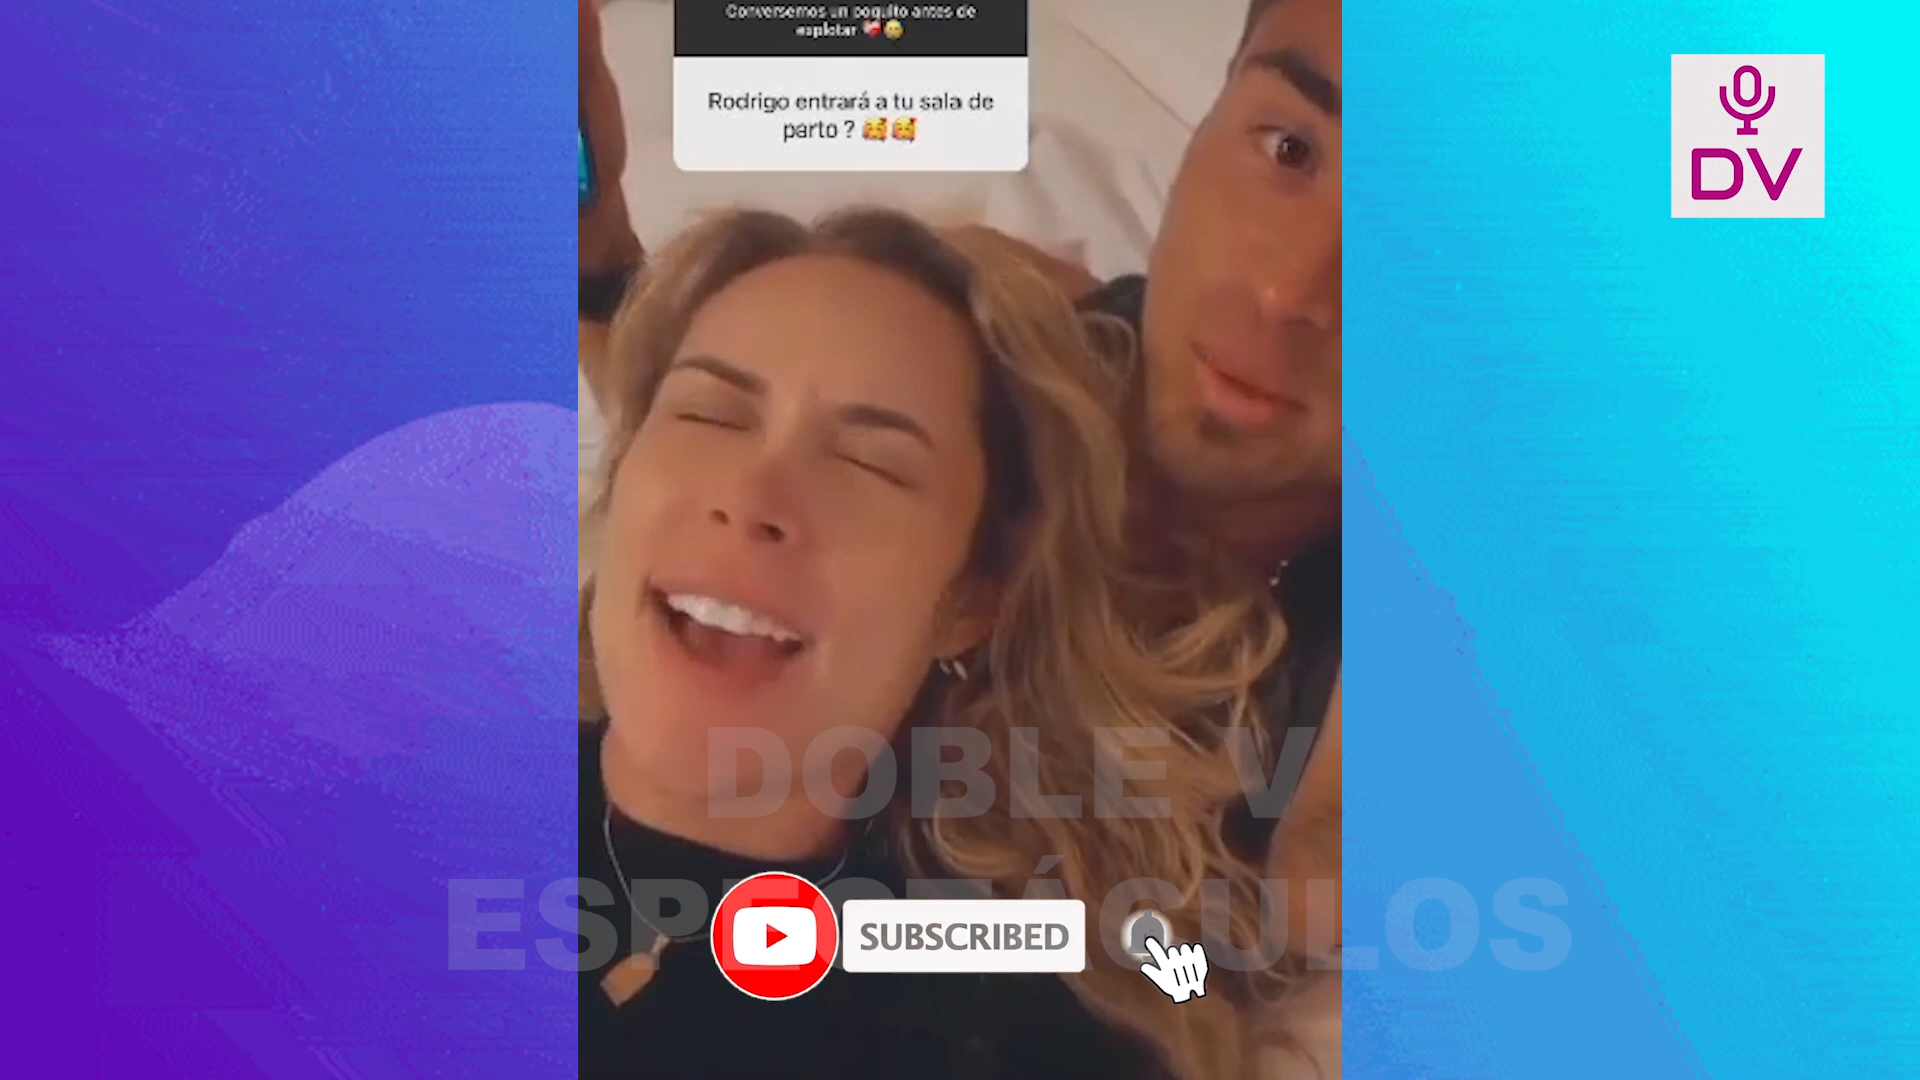 Conversemos un poquito antes de
explotar ❤️‍🩹😄
Rodrigo entrará a tu sala de
parto ? 🥰🥰
DV
DOBLE V
ESPECTÁCULOS
SUBSCRIBED